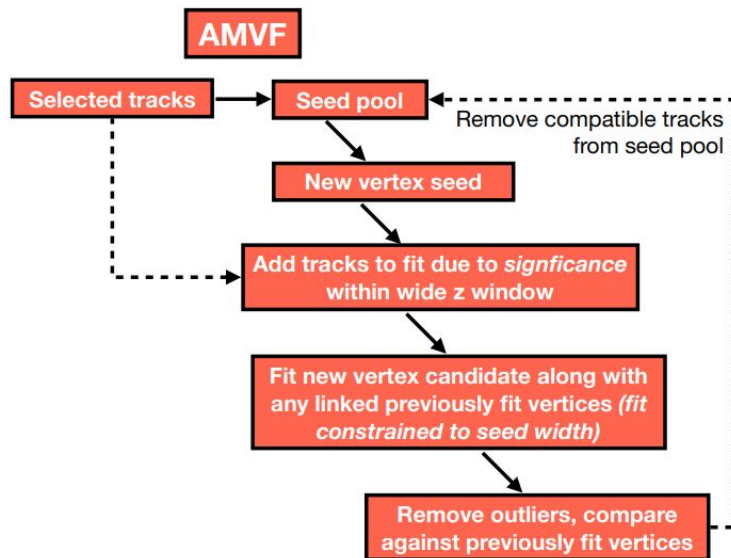 AMVF
Selected tracks
Seed pool
Remove compatible tracks
from seed pool
New vertex seed
Add tracks to fit due to signficance
within wide z window
Fit new vertex candidate along with
any linked previously fit vertices (fit
constrained to seed width)
Remove outliers, compare
against previously fit vertices